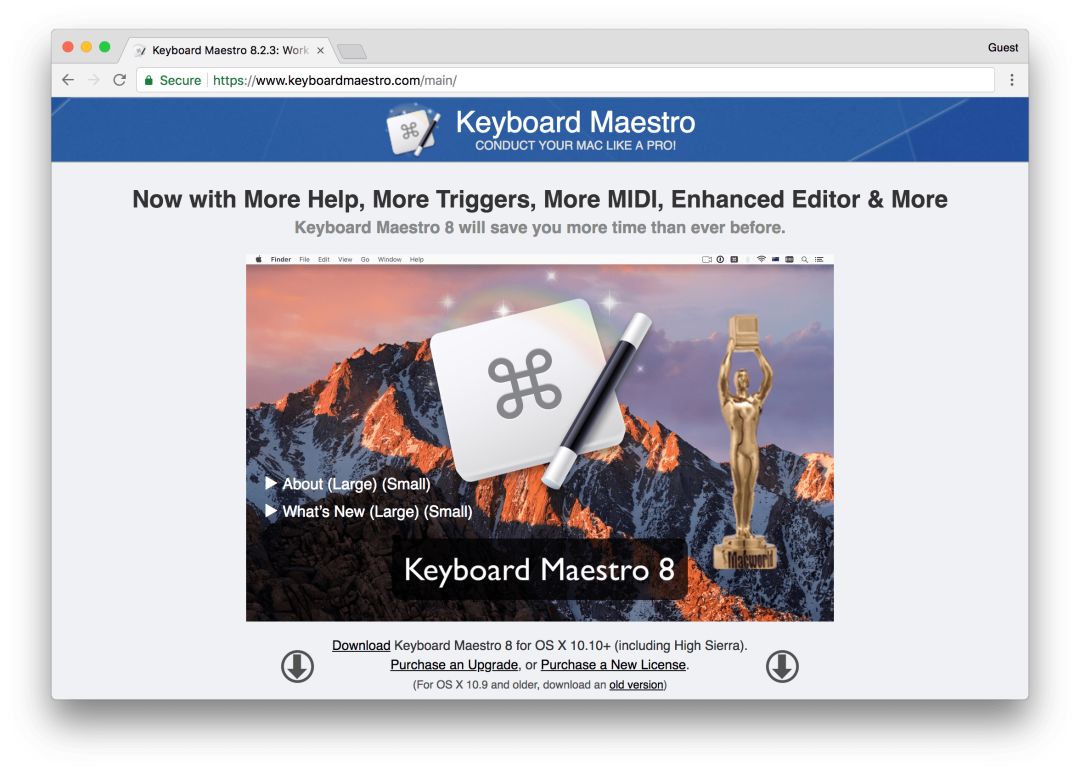 Keyboard Maestro 8.2.3: Work
Guest
Secure https://www.keyboardmaestro.com/main/
Keyboard Maestro
CONDUCT YOUR MAC LIKE A PRO!
Now with More Help, More Triggers, More MIDI, Enhanced Editor & More
Keyboard Maestro 8 will save you more time than ever before.
Finder File Edit View Go Window Help
About (Large) (Small)
What's New (Large) (Small)
Macworld
Keyboard Maestro 8
Download Keyboard Maestro 8 for OS X 10.10+ (including High Sierra).
Purchase an Upgrade, or Purchase a New License.
(For OS X 10.9 and older, download an old version)